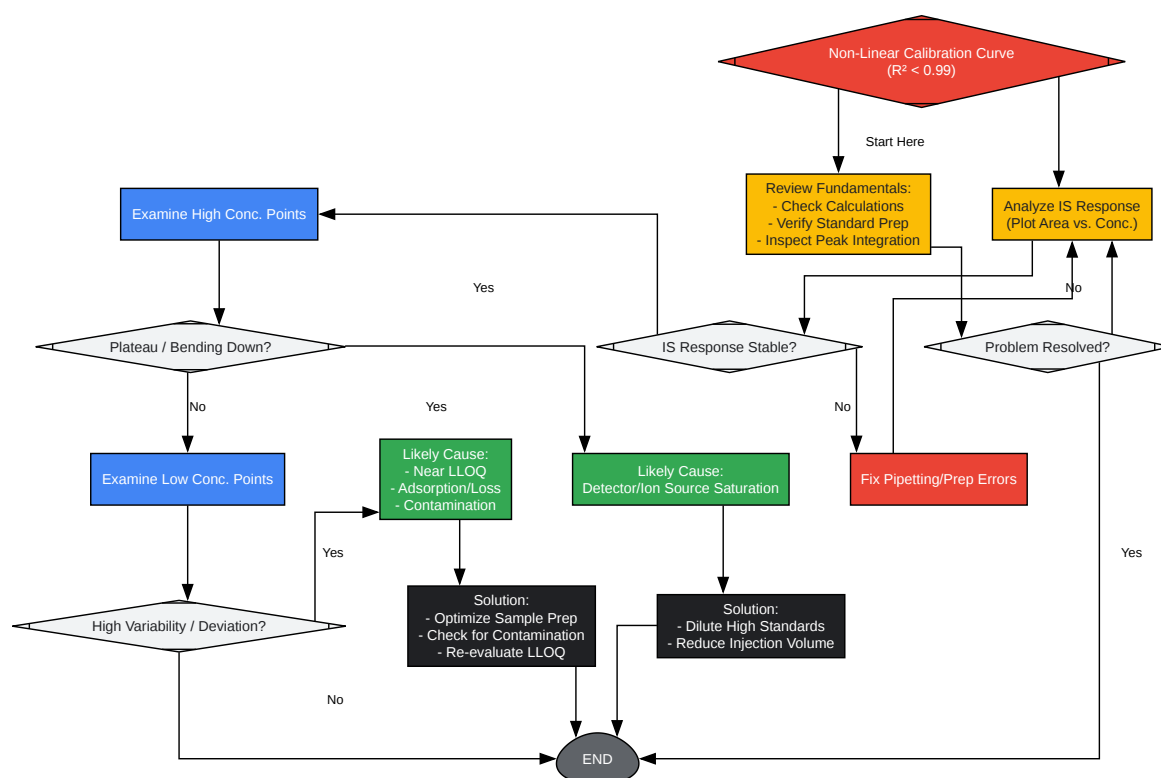 Non-Linear Calibration Curve
(R² < 0.99)
Start Here
Review Fundamentals:
- Check Calculations
- Verify Standard Prep
- Inspect Peak Integration
Analyze IS Response
(Plot Area vs. Conc.)
Examine High Conc. Points
Yes
No
Plateau / Bending Down?
IS Response Stable?
Problem Resolved?
No
Yes
No
Examine Low Conc. Points
Likely Cause:
- Near LLOQ
- Adsorption/Loss
- Contamination
Likely Cause:
Detector/Ion Source Saturation
Fix Pipetting/Prep Errors
Yes
Yes
High Variability / Deviation?
Solution:
- Optimize Sample Prep
- Check for Contamination
- Re-evaluate LLOQ
Solution:
- Dilute High Standards
- Reduce Injection Volume
No
END